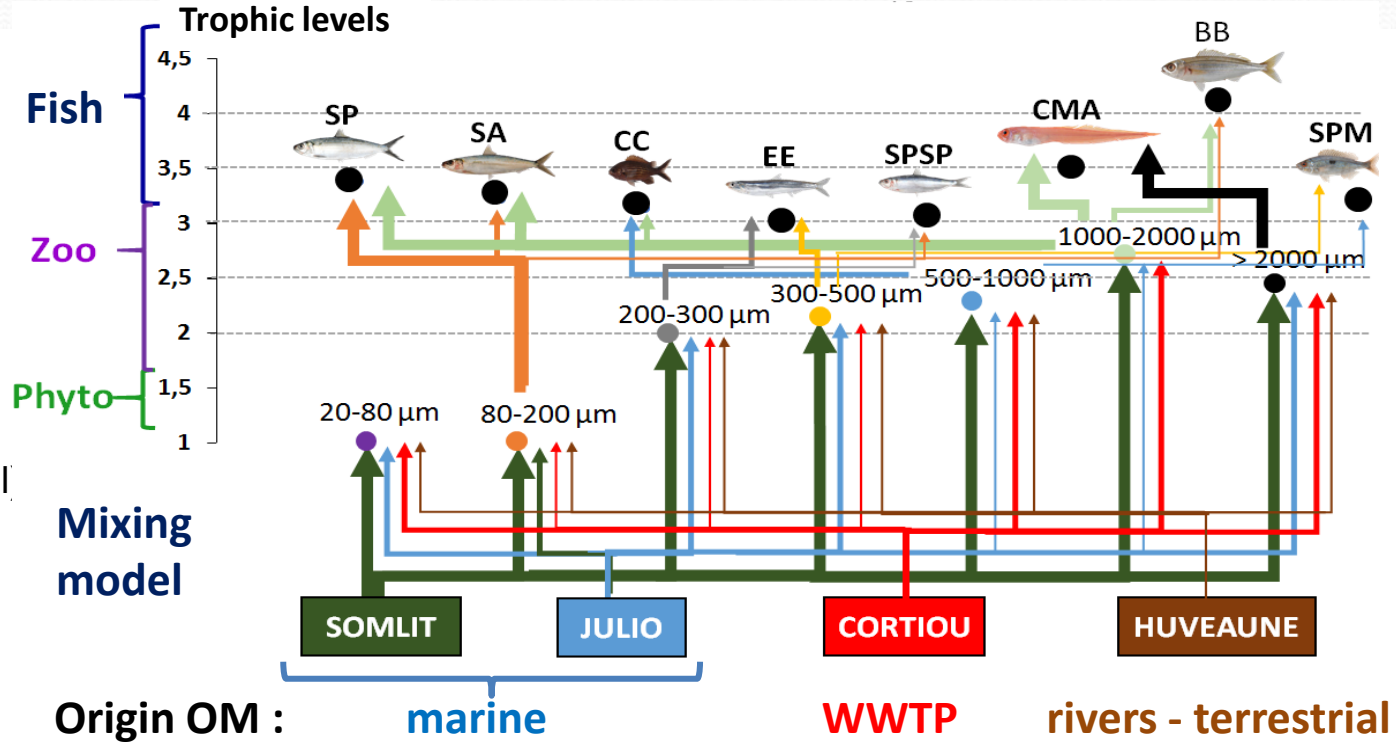 Trophic levels
BB
4,5
Fish
4
SP
SA
CC
EE
SPSP
CMA
SPM
3,5
3
Zoo
1000-2000 µm
> 2000 µm
2,5
500-1000 µm
300-500 µm
200-300 µm
2
Phyto
1,5
20-80 µm
80-200 µm
1
Mixing
model
SOMLIT
JULIO
CORTIOU
HUVEAUNE
Origin OM :
marine
WWTP
rivers - terrestrial